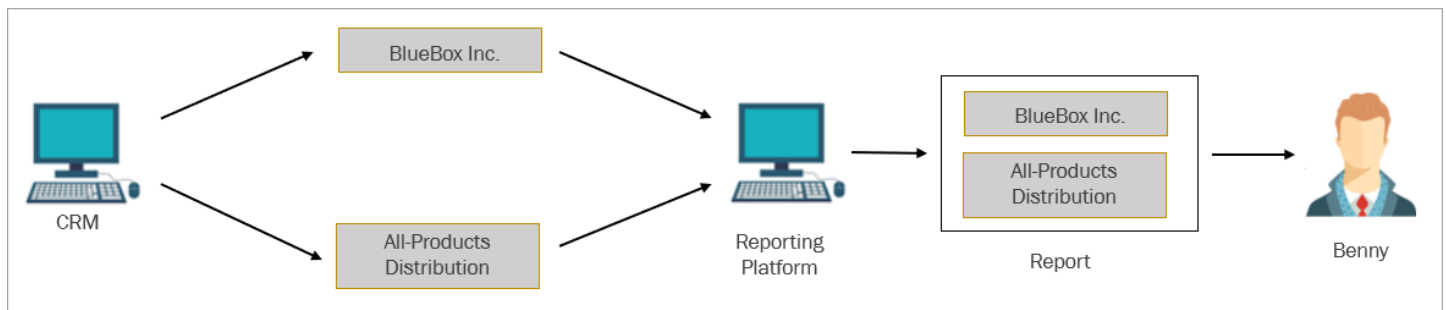 CRM
BlueBox Inc.
All-Products
Distribution
Reporting
Platform
BlueBox Inc.
All-Products
Distribution
Report
Benny